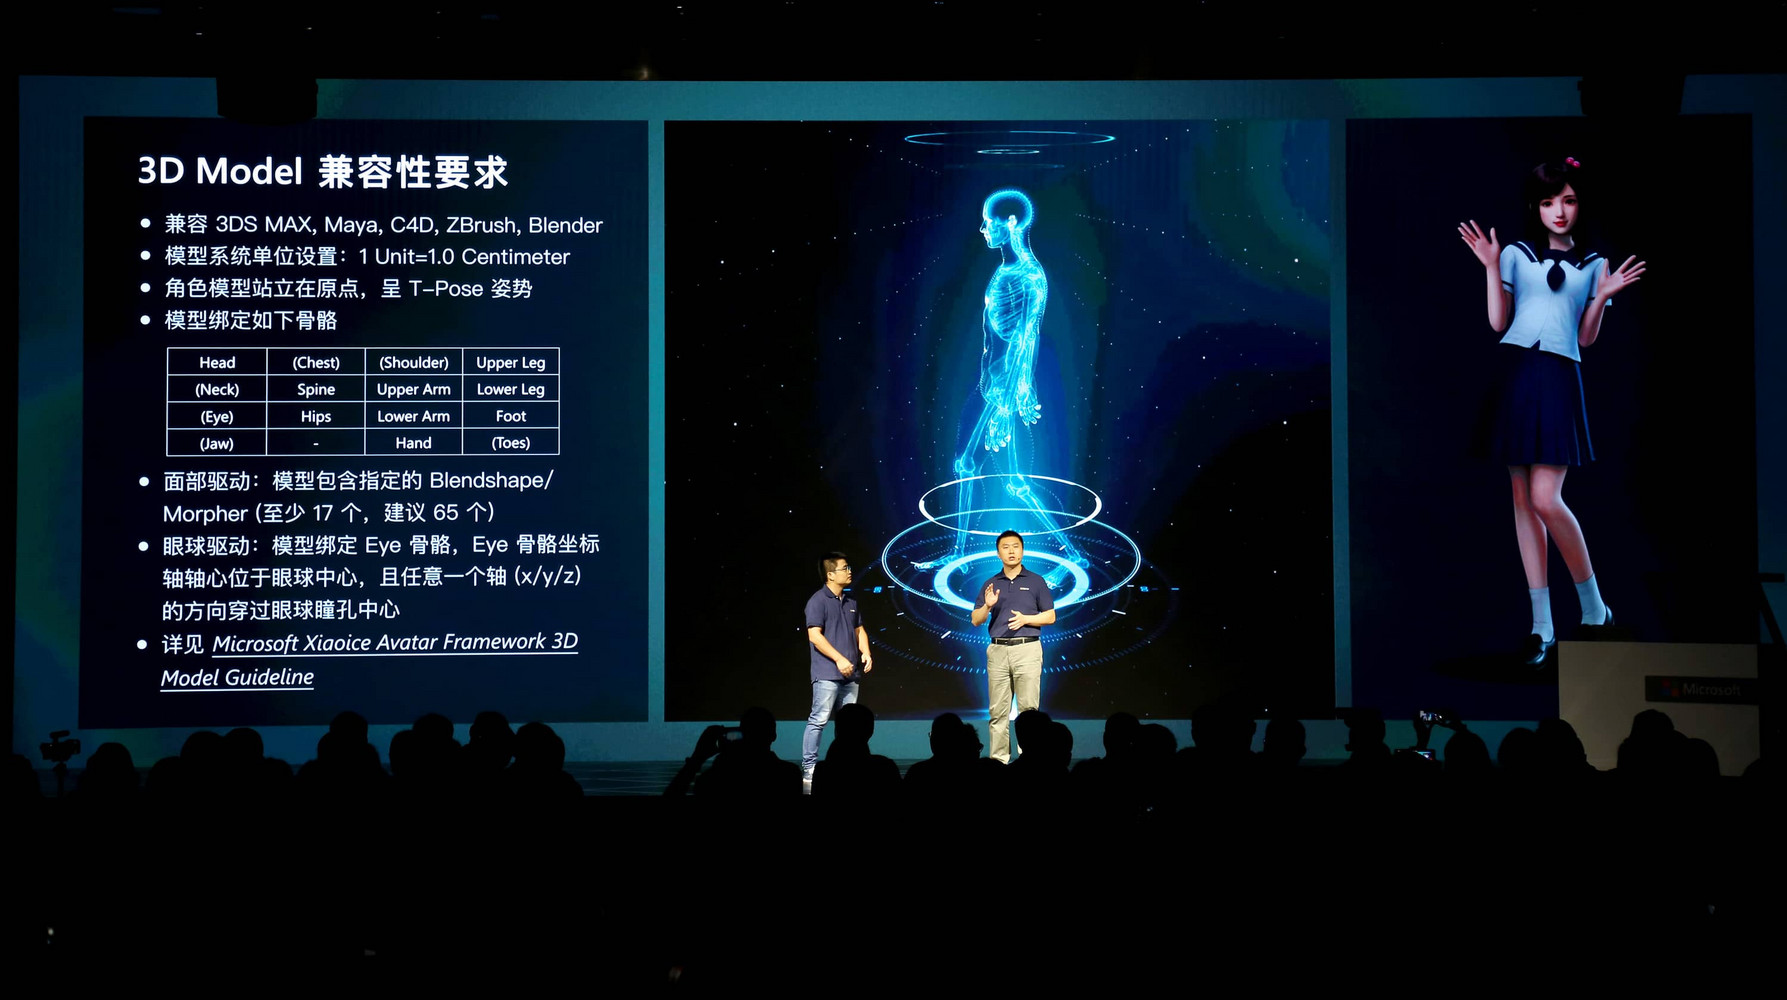 3D Model 兼容性要求
• 兼容 3DS MAX, Maya, C4D, ZBrush, Blender
• 模型系统单位设置：1 Unit=1.0 Centimeter
• 角色模型站立在原点，呈 T-Pose 姿势
• 模型绑定如下骨骼
Head (Chest) (Shoulder) Upper Leg
(Neck) Spine Upper Arm Lower Leg
(Eye) Hips Lower Arm Foot
(Jaw) - Hand (Toes)
• 面部驱动：模型包含指定的 Blendshape/
Morpher (至少 17 个，建议 65 个)
• 眼球驱动：模型绑定 Eye 骨骼，Eye 骨骼坐标
轴轴心位于眼球中心，且任意一个轴 (x/y/z)
的方向穿过眼球瞳孔中心
• 详见 Microsoft Xiaoice Avatar Framework 3D
Model Guideline
Microsoft